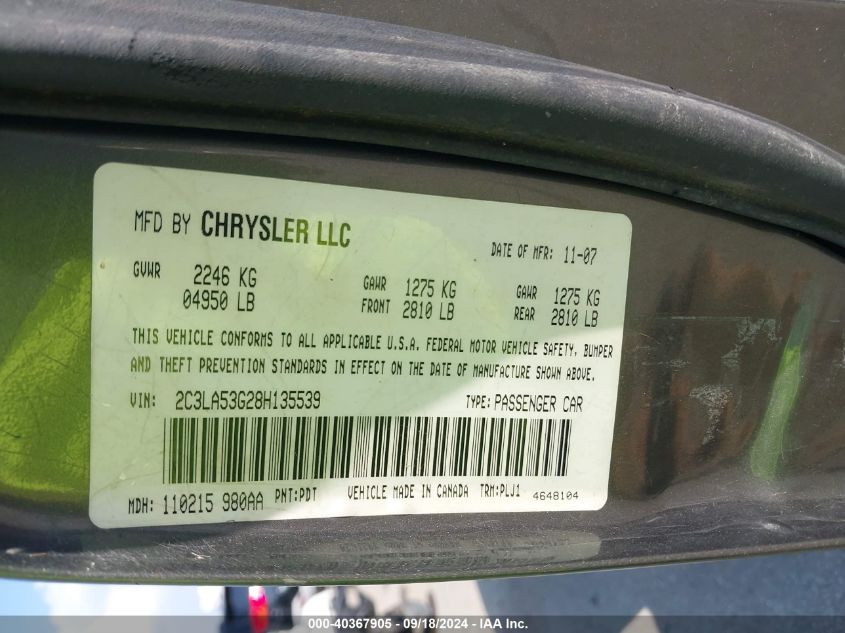 MFD BY CHRYSLER LLC
DATE OF MFR: 11-07
GVWR 2246 KG
04950 LB
GAWR 1275 KG
FRONT 2810 LB
GAWR 1275 KG
REAR 2810 LB
THIS VEHICLE CONFORMS TO ALL APPLICABLE U.S.A. FEDERAL MOTOR VEHICLE SAFETY, BUMPER
AND THEFT PREVENTION STANDARDS IN EFFECT ON THE DATE OF MANUFACTURE SHOWN ABOVE.
VIN: 2C3LA53G28H135539 TYPE: PASSENGER CAR
MDH: 110215 980AA PNT:PDT VEHICLE MADE IN CANADA TRM:PLJ1 4648104
000-40367905 - 09/18/2024 - IAA Inc.